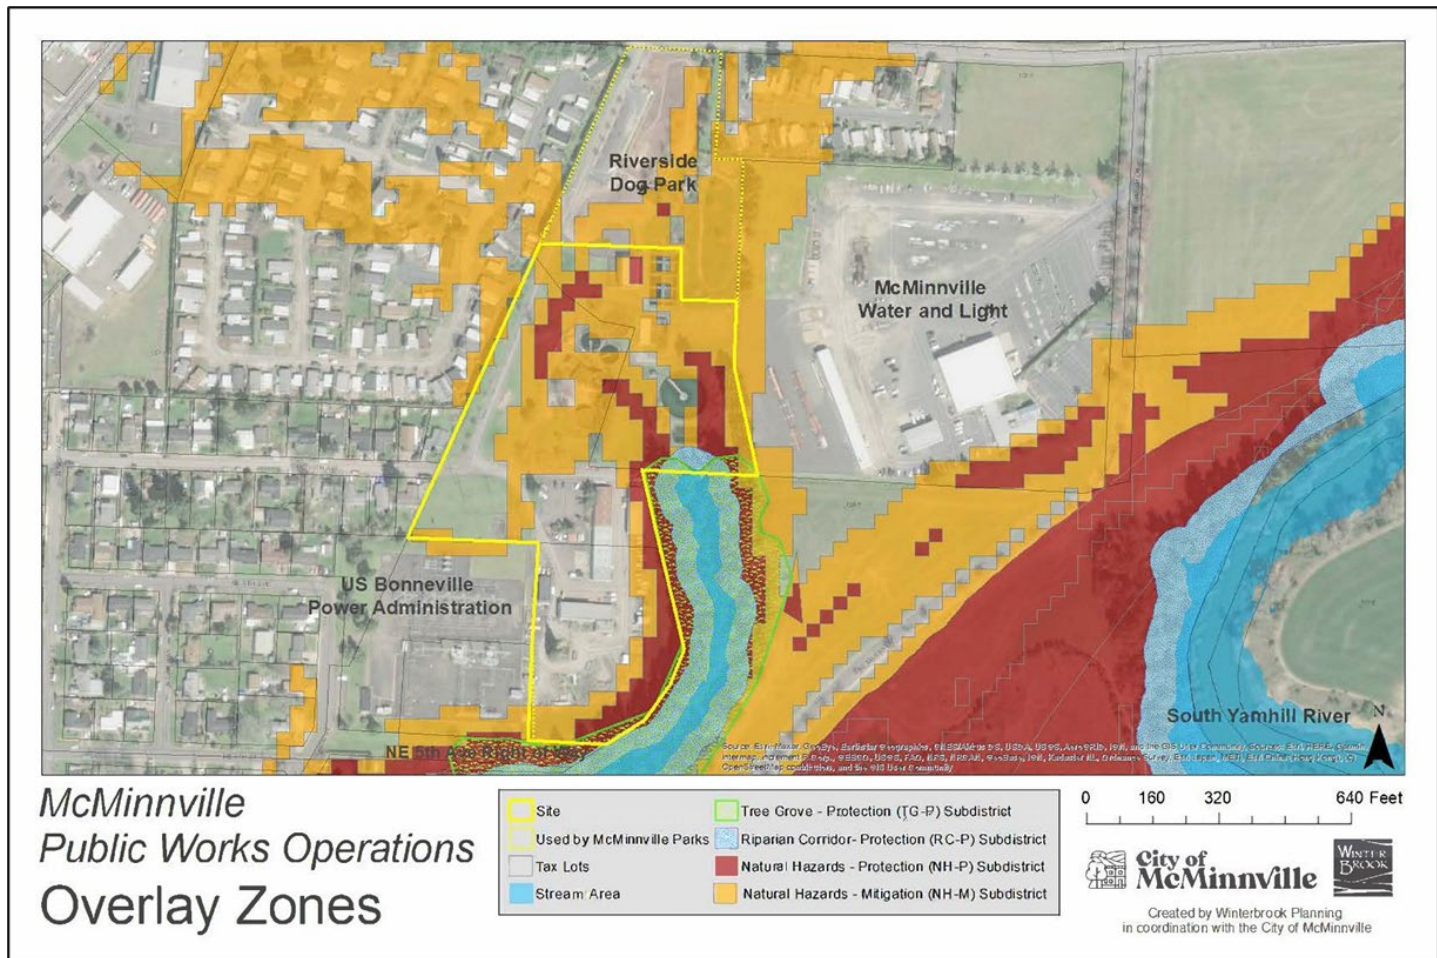 Riverside
Dog Park
McMinnville
Water and Light
US Bonneville
Power Administration
South Yamhill River
N
NE 5th Ave Right of Way
McMinnville
Public Works Operations
Overlay Zones
Site
Used by McMinnville Parks
Tax Lots
Stream Area
Tree Grove - Protection (TG-P) Subdistrict
Riparian Corridor-Protection (RC-P) Subdistrict
Natural Hazards - Protection (NH-P) Subdistrict
Natural Hazards - Mitigation (NH-M) Subdistrict
0 160 320 640 Feet
City of
McMinnville
WINTER
BROOK
Created by Winterbrook Planning
in coordination with the City of McMinnville